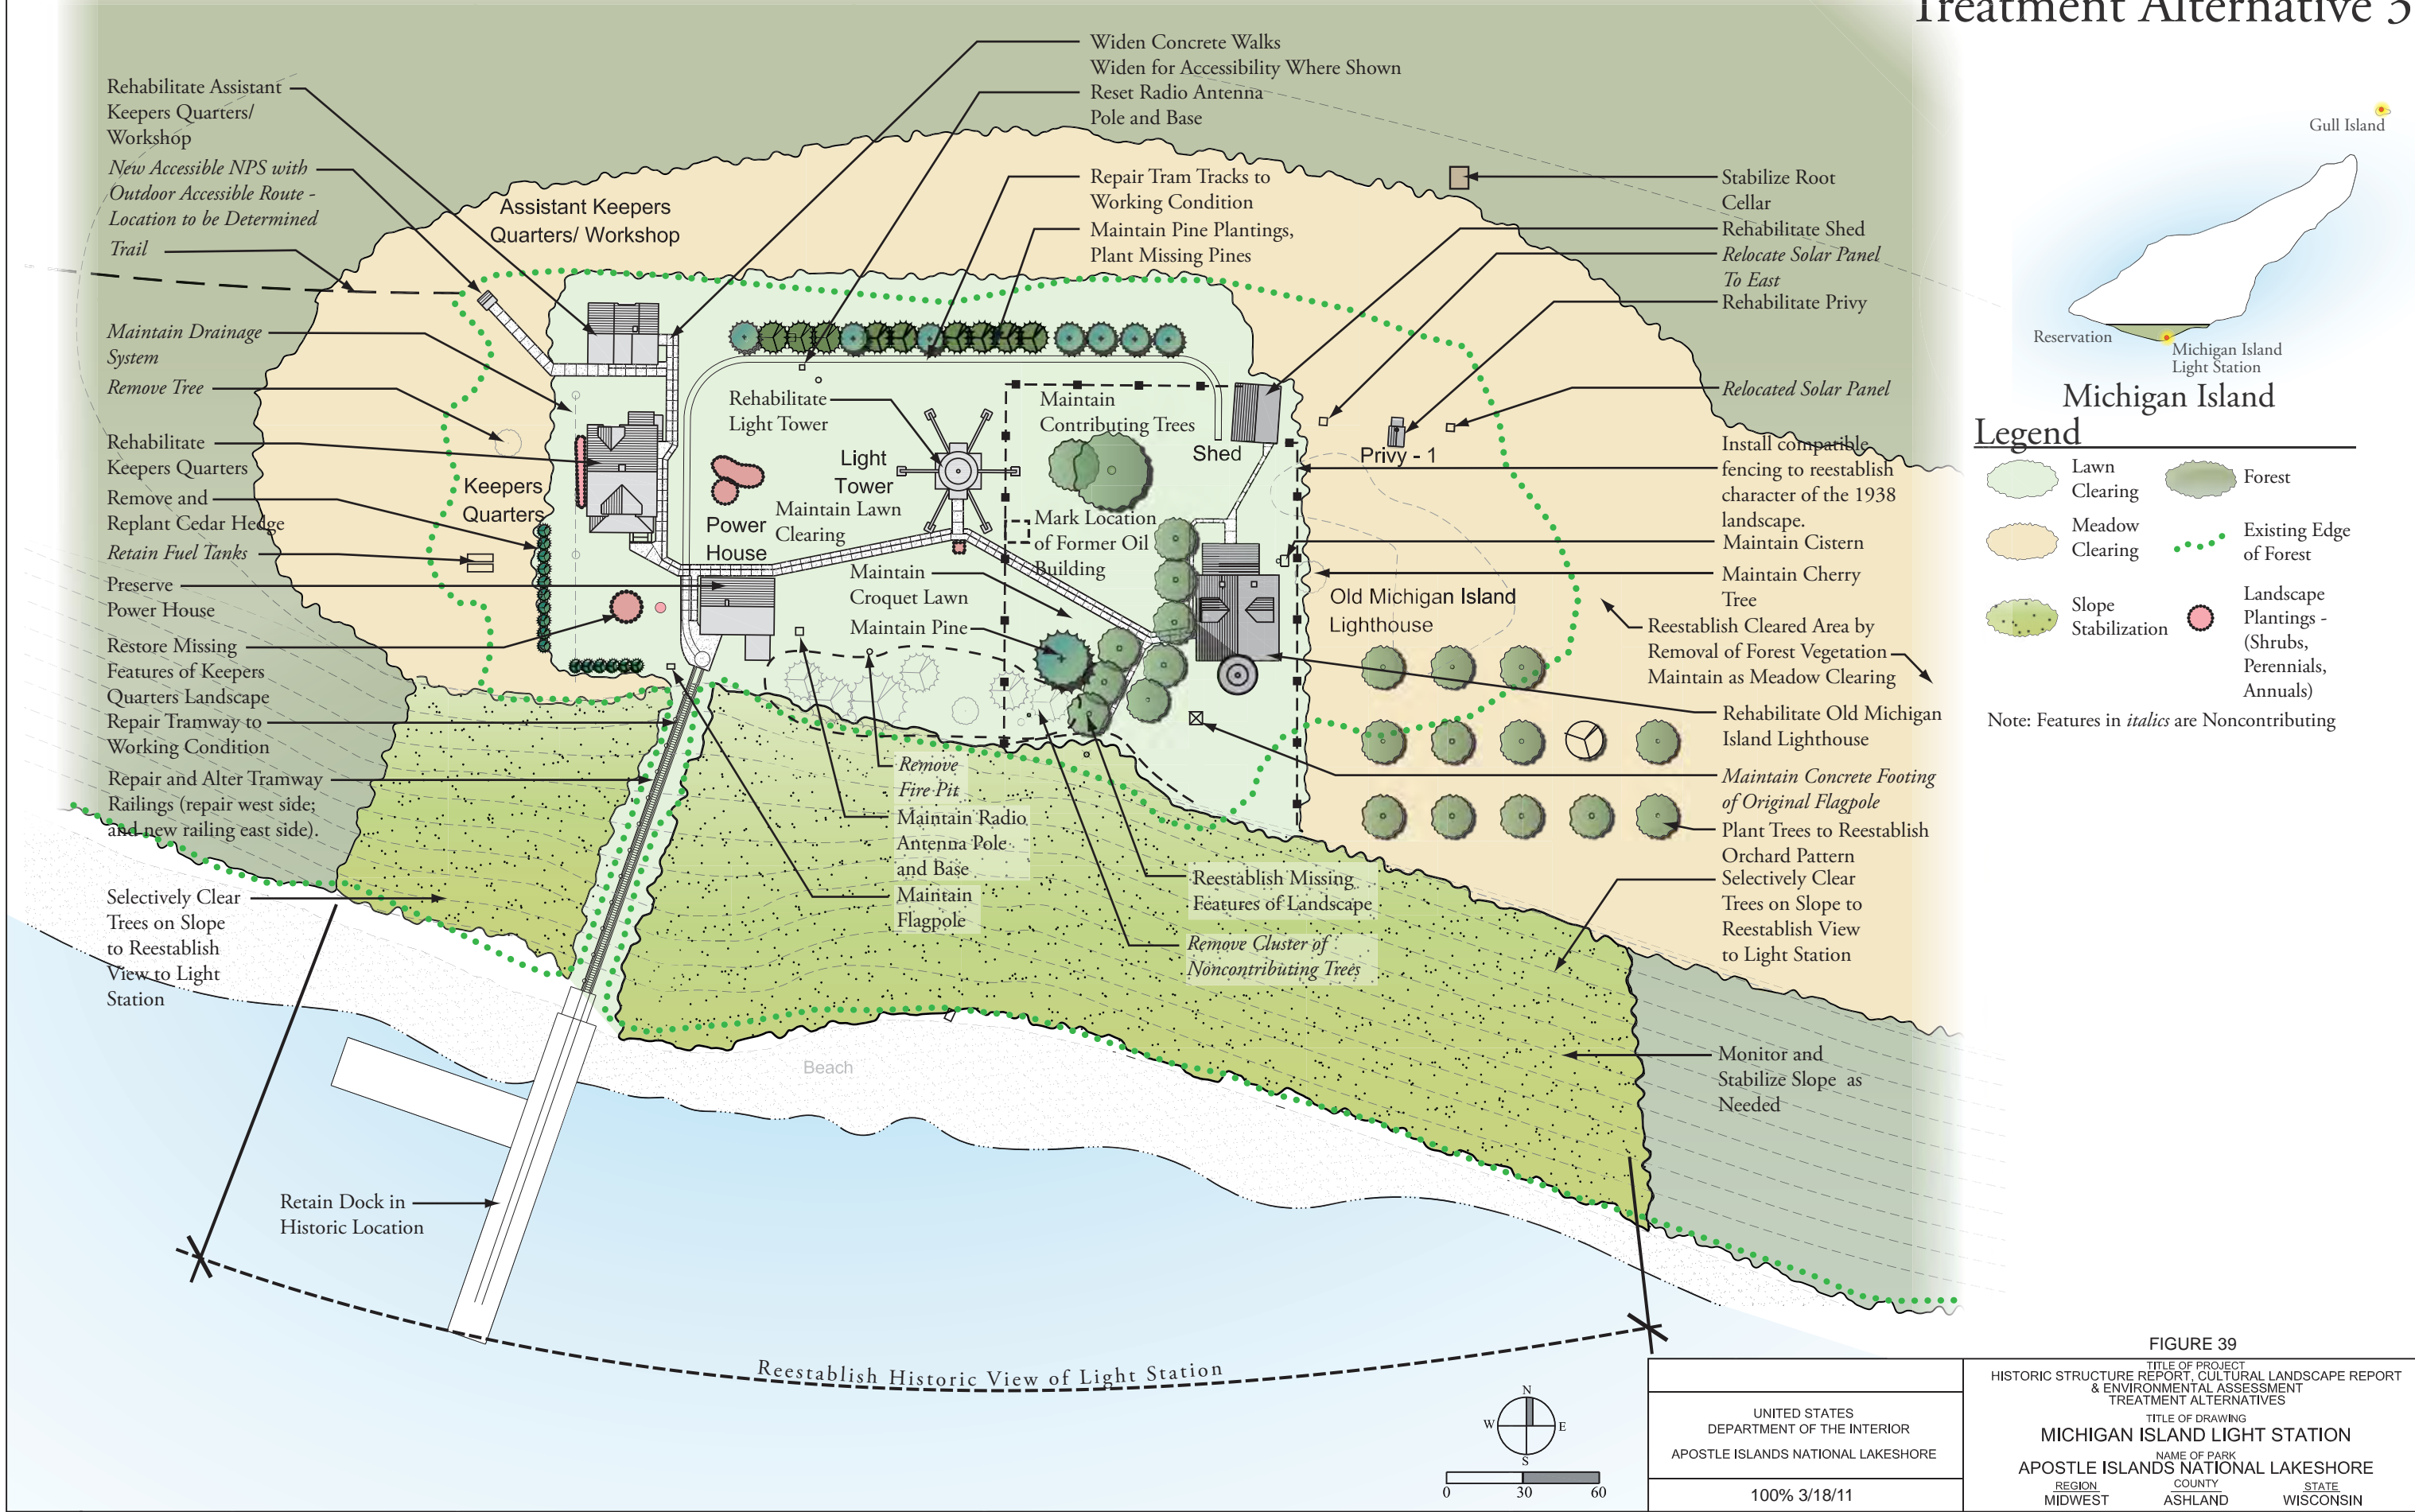 Treatment Alternative 3
Widen Concrete Walks
Widen for Accessibility Where Shown
Reset Radio Antenna
Pole and Base
Repair Tram Tracks to
Working Condition
Maintain Pine Plantings,
Plant Missing Pines
Rehabilitate Assistant
Keepers Quarters/
Workshop
New Accessible NPS with
Outdoor Accessible Route -
Location to be Determined
Trail
Maintain Drainage
System
Remove Tree
Rehabilitate
Keepers Quarters
Remove and
Replant Cedar Hedge
Retain Fuel Tanks
Preserve
Power House
Restore Missing
Features of Keepers
Quarters Landscape
Repair Tramway to
Working Condition
Repair and Alter Tramway
Railings (repair west side;
and new railing east side).
Selectively Clear
Trees on Slope
to Reestablish
View to Light
Station
Retain Dock in
Historic Location
Assistant Keepers
Quarters/ Workshop
Keepers
Quarters
Rehabilitate
Light Tower
Light
Tower
Power
House
Maintain Lawn
Clearing
Maintain
Contributing Trees
Shed
Privy - 1
Mark Location
of Former Oil
Building
Maintain
Croquet Lawn
Maintain Pine
Old Michigan Island
Lighthouse
Remove
Fire Pit
Maintain Radio
Antenna Pole
and Base
Maintain
Flagpole
Reestablish Missing
Features of Landscape
Remove Cluster of
Noncontributing Trees
Beach
Stabilize Root
Cellar
Rehabilitate Shed
Relocate Solar Panel
To East
Rehabilitate Privy
Relocated Solar Panel
Install compatible
fencing to reestablish
character of the 1938
landscape.
Maintain Cistern
Maintain Cherry
Tree
Reestablish Cleared Area by
Removal of Forest Vegetation
Maintain as Meadow Clearing
Rehabilitate Old Michigan
Island Lighthouse
Maintain Concrete Footing
of Original Flagpole
Plant Trees to Reestablish
Orchard Pattern
Selectively Clear
Trees on Slope to
Reestablish View
to Light Station
Monitor and
Stabilize Slope as
Needed
Reestablish Historic View of Light Station
Gull Island
Reservation
Michigan Island
Light Station
Michigan Island
Legend
Lawn
Clearing
Forest
Meadow
Clearing
Existing Edge
of Forest
Slope
Stabilization
Landscape
Plantings -
(Shrubs,
Perennials,
Annuals)
Note: Features in italics are Noncontributing
N
W
E
S
0 30 60
UNITED STATES
DEPARTMENT OF THE INTERIOR
APOSTLE ISLANDS NATIONAL LAKESHORE
100% 3/18/11
FIGURE 39
TITLE OF PROJECT
HISTORIC STRUCTURE REPORT, CULTURAL LANDSCAPE REPORT
& ENVIRONMENTAL ASSESSMENT
TREATMENT ALTERNATIVES
TITLE OF DRAWING
MICHIGAN ISLAND LIGHT STATION
NAME OF PARK
APOSTLE ISLANDS NATIONAL LAKESHORE
REGION COUNTY STATE
MIDWEST ASHLAND WISCONSIN